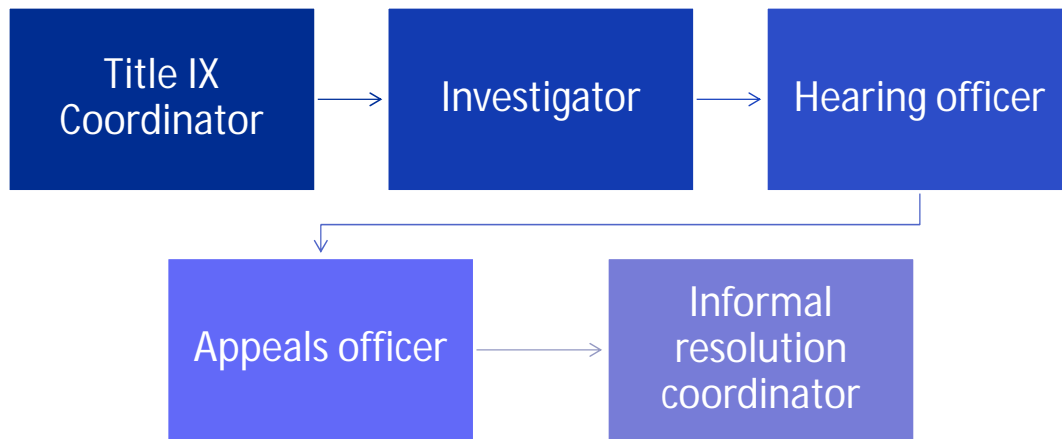 Title IX
Coordinator
Investigator
Hearing officer
Appeals officer
Informal
resolution
coordinator